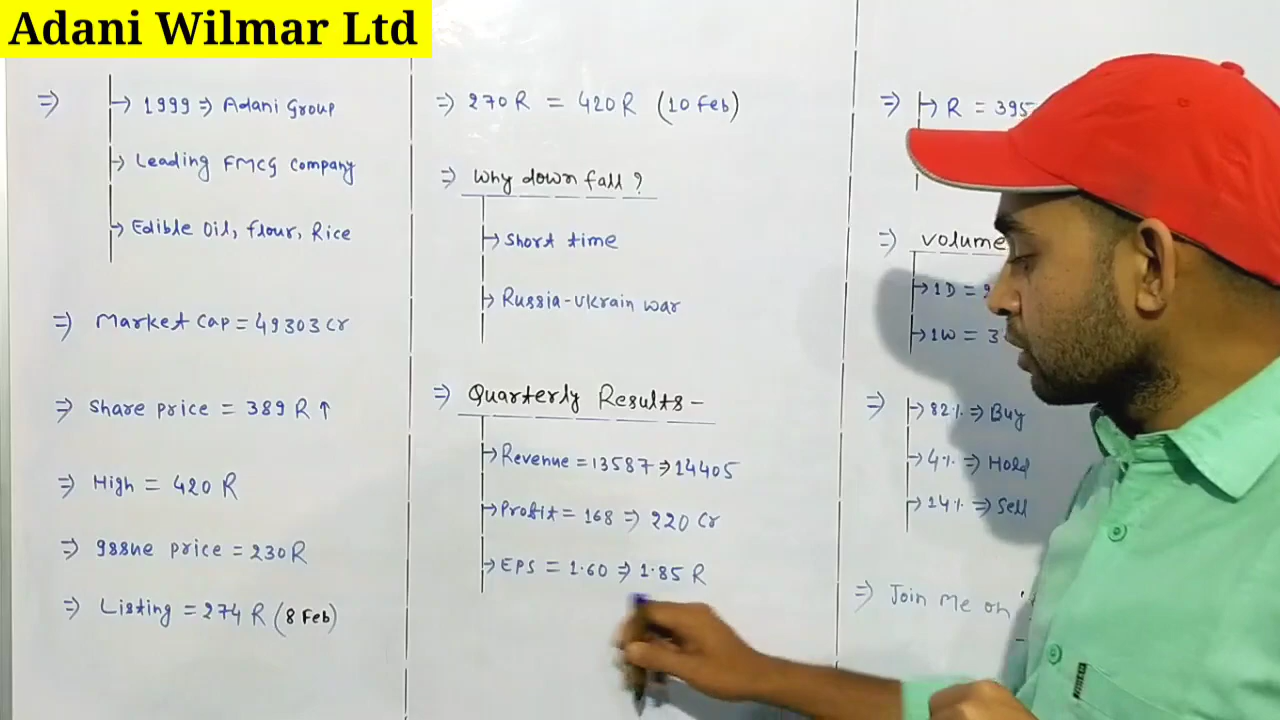 Adani Wilmar Ltd
⇒ → 1999 ⇒ Adani Group
→ Leading FMCG Company
→ Edible Oil, flour, Rice
⇒ Market Cap = 49303 Cr
⇒ Share price = 389 R ↑
⇒ High = 420 R
⇒ Issue price = 230 R
⇒ Listing = 274 R (8 Feb)
⇒ 270 R = 420 R (10 Feb)
⇒ Why down fall ?
→ Short time
→ Russia-Ukrain war
⇒ Quarterly Results -
→ Revenue = 13587 ⇒ 14405
→ Profit = 168 ⇒ 220 Cr
→ EPS = 1.60 ⇒ 1.85 R
⇒ → R = 395
⇒ Volume
→ 1D =
→ 1W = 3
⇒ → 82% ⇒ Buy
→ 4% ⇒ Hold
→ 14% ⇒ Sell
⇒ Join Me on